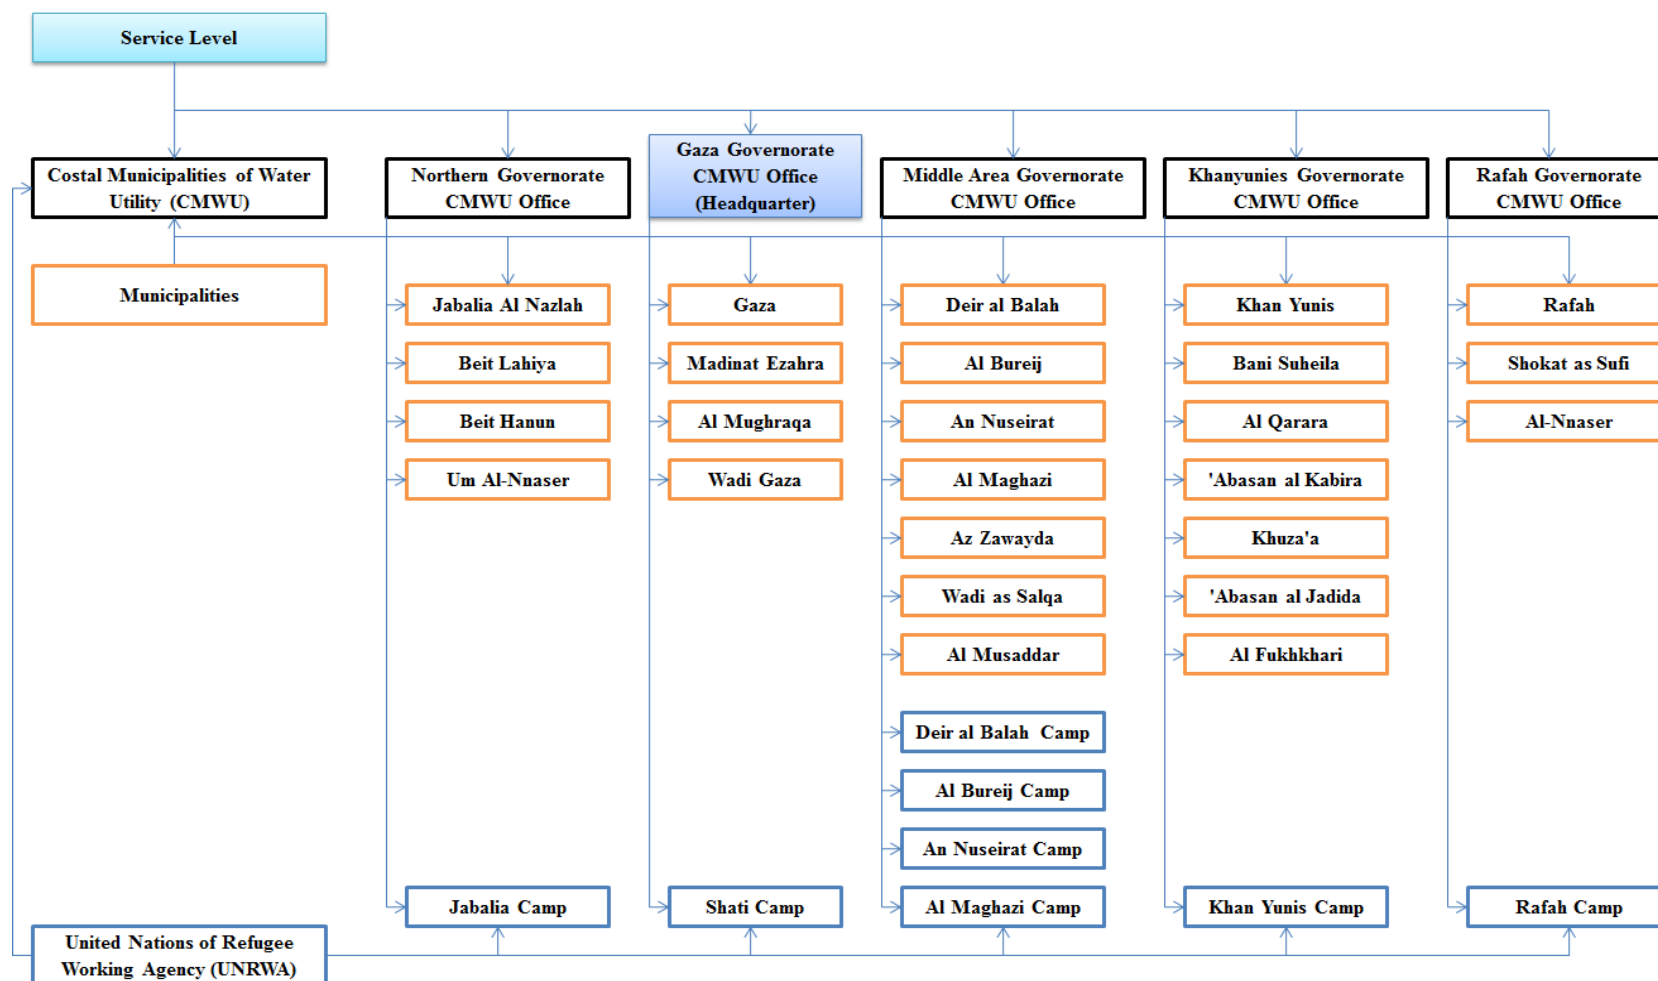 Service Level
Costal Municipalities of Water
Utility (CMWU)
Northern Governorate
CMWU Office
Gaza Governorate
CMWU Office
(Headquarter)
Middle Area Governorate
CMWU Office
Khanyunies Governorate
CMWU Office
Rafah Governorate
CMWU Office
Municipalities
Jabalia Al Nazlah
Beit Lahiya
Beit Hanun
Um Al-Nnaser
Gaza
Madinat Ezahra
Al Mughraqa
Wadi Gaza
Deir al Balah
Al Bureij
An Nuseirat
Al Maghazi
Az Zawayda
Wadi as Salqa
Al Musaddar
Khan Yunis
Bani Suheila
Al Qarara
'Abasan al Kabira
Khuza'a
'Abasan al Jadida
Al Fukhkhari
Rafah
Shokat as Sufi
Al-Nnaser
Deir al Balah Camp
Al Bureij Camp
An Nuseirat Camp
Jabalia Camp
Shati Camp
Al Maghazi Camp
Khan Yunis Camp
Rafah Camp
United Nations of Refugee
Working Agency (UNRWA)